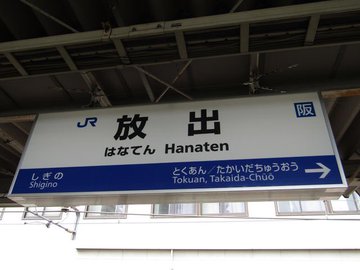 JR
阪
放出
はなてん Hanaten
しぎの
Shigino
とくあん／たかいだちゅうおう
Tokuan, Takaida-Chūō